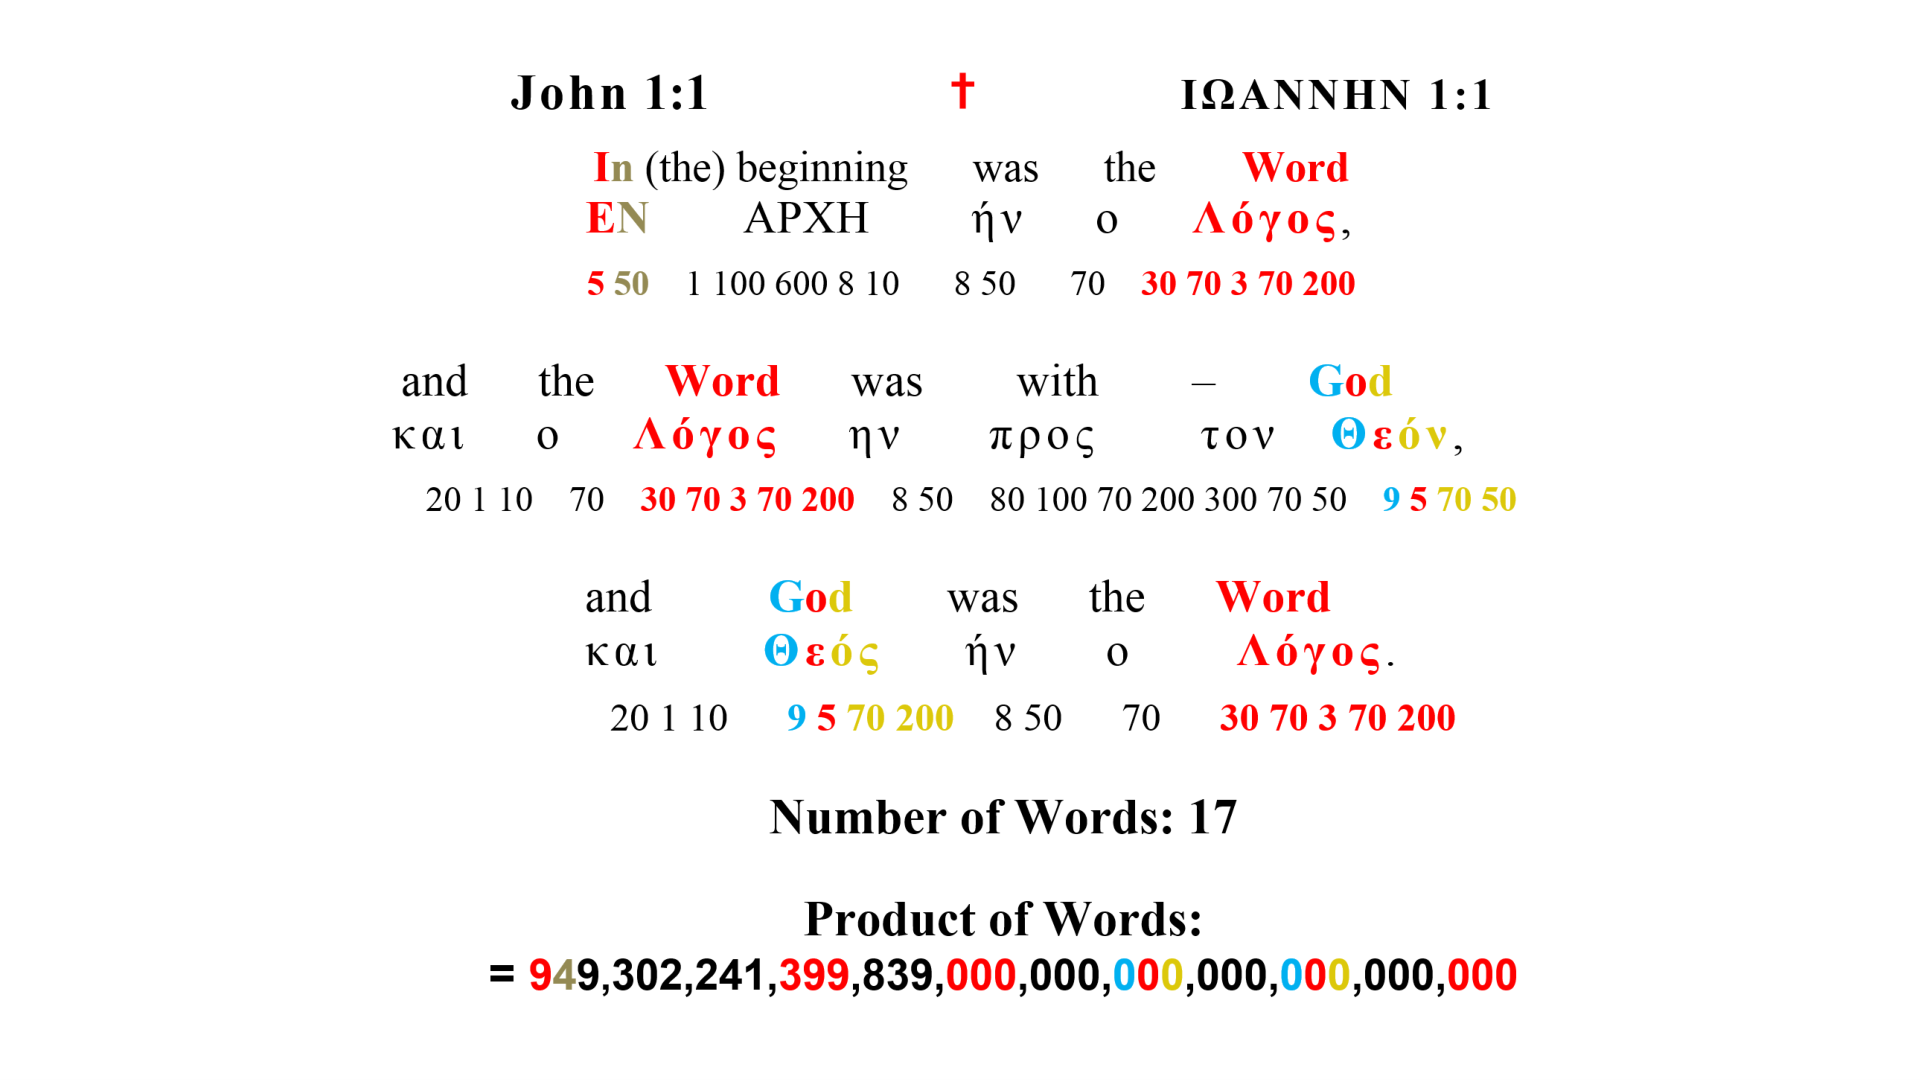 John 1:1 ✝ ΙΩΑΝΝΗΝ 1:1
In (the) beginning was the Word
ΕΝ ΑΡΧΗ ήν ο Λόγος,
5 50 1 100 600 8 10 8 50 70 30 70 3 70 200
and the Word was with – God
και ο Λόγος ην προς τον Θεόν,
20 1 10 70 30 70 3 70 200 8 50 80 100 70 200 300 70 50 9 5 70 50
and God was the Word
και Θεός ήν ο Λόγος.
20 1 10 9 5 70 200 8 50 70 30 70 3 70 200
Number of Words: 17
Product of Words:
= 949,302,241,399,839,000,000,000,000,000,000,000